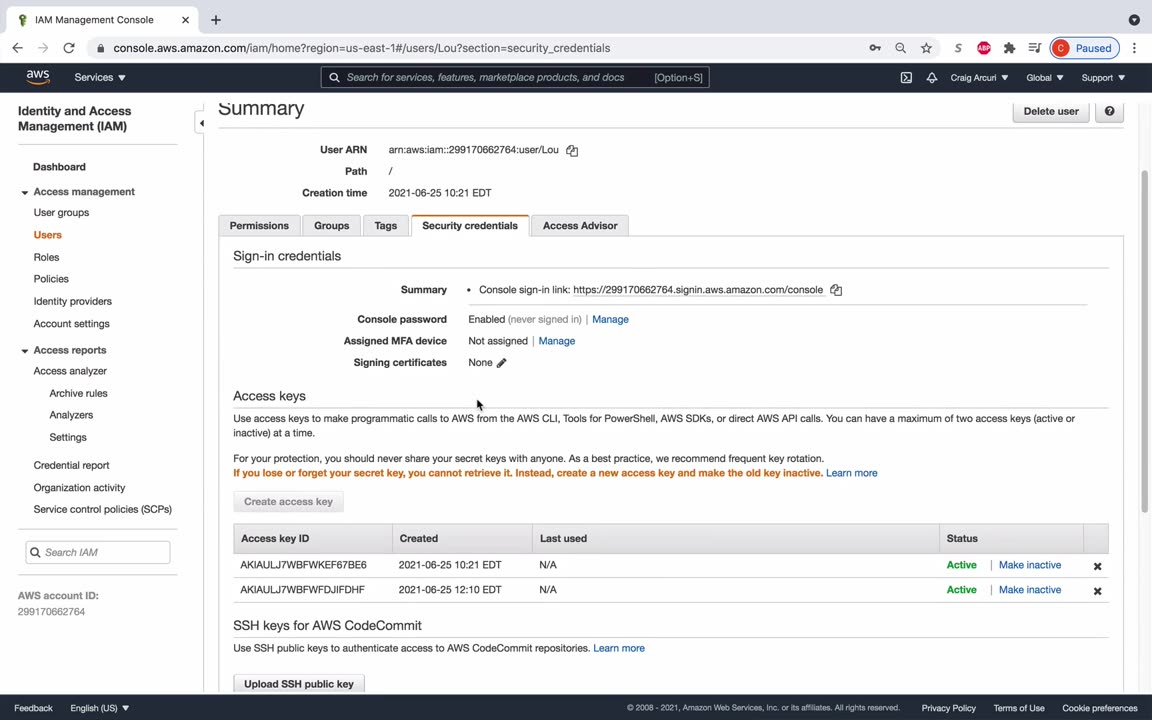 IAM Management Console
console.aws.amazon.com/iam/home?region=us-east-1#/users/Lou?section=security_credentials
S
ABP
C Paused
aws
Services
Search for services, features, marketplace products, and docs [Option+S]
Craig Arcuri
Global
Support
Identity and Access
Management (IAM)
Dashboard
Access management
User groups
Users
Roles
Policies
Identity providers
Account settings
Access reports
Access analyzer
Archive rules
Analyzers
Settings
Credential report
Organization activity
Service control policies (SCPs)
Search IAM
AWS account ID:
299170662764
Summary
Delete user
?
User ARN arn:aws:iam::299170662764:user/Lou
Path /
Creation time 2021-06-25 10:21 EDT
Permissions Groups Tags Security credentials Access Advisor
Sign-in credentials
Summary • Console sign-in link: https://299170662764.signin.aws.amazon.com/console
Console password Enabled (never signed in) | Manage
Assigned MFA device Not assigned | Manage
Signing certificates None
Access keys
Use access keys to make programmatic calls to AWS from the AWS CLI, Tools for PowerShell, AWS SDKs, or direct AWS API calls. You can have a maximum of two access keys (active or
inactive) at a time.
For your protection, you should never share your secret keys with anyone. As a best practice, we recommend frequent key rotation.
If you lose or forget your secret key, you cannot retrieve it. Instead, create a new access key and make the old key inactive. Learn more
Create access key
Access key ID Created Last used Status
AKIAULJ7WBFWKEF67BE6 2021-06-25 10:21 EDT N/A Active | Make inactive
AKIAULJ7WBFWFDJIFDHF 2021-06-25 12:10 EDT N/A Active | Make inactive
SSH keys for AWS CodeCommit
Use SSH public keys to authenticate access to AWS CodeCommit repositories. Learn more
Upload SSH public key
Feedback English (US)
© 2008 - 2021, Amazon Web Services, Inc. or its affiliates. All rights reserved. Privacy Policy Terms of Use Cookie preferences